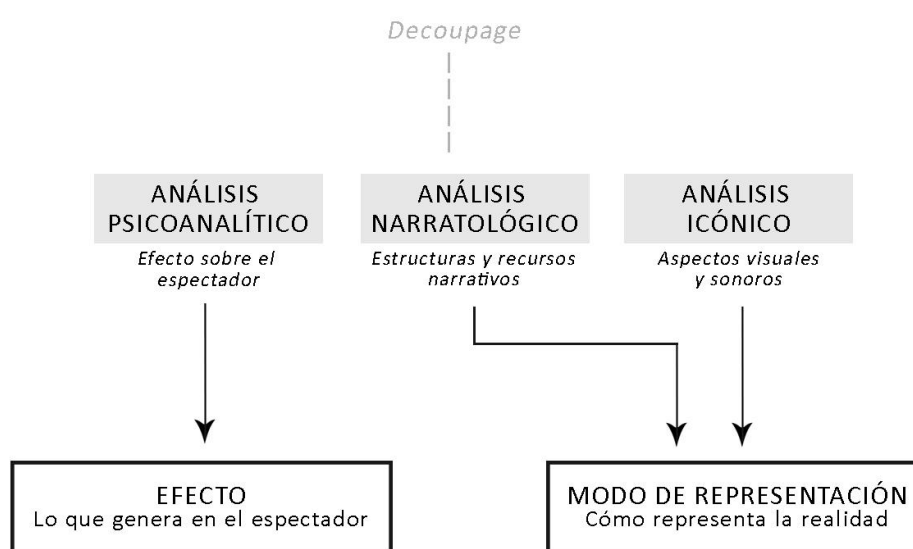 Decoupage
ANÁLISIS
PSICOANALÍTICO
Efecto sobre el
espectador
ANÁLISIS
NARRATOLÓGICO
Estructuras y recursos
narrativos
ANÁLISIS
ICÓNICO
Aspectos visuales
y sonoros
EFECTO
Lo que genera en el espectador
MODO DE REPRESENTACIÓN
Cómo representa la realidad